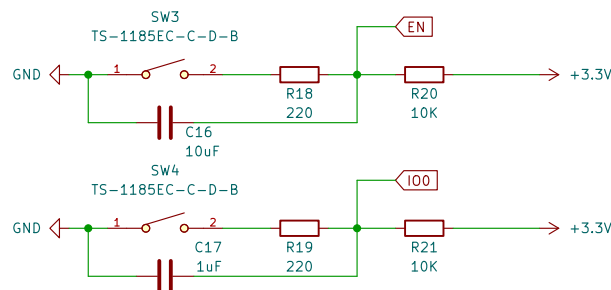 SW3
TS-1185EC-C-D-B
EN
GND 1 2 +3.3V
R18 R20
220 10K
C16
10uF
SW4
TS-1185EC-C-D-B
IO0
GND 1 2 +3.3V
C17 R19 R21
1uF 220 10K